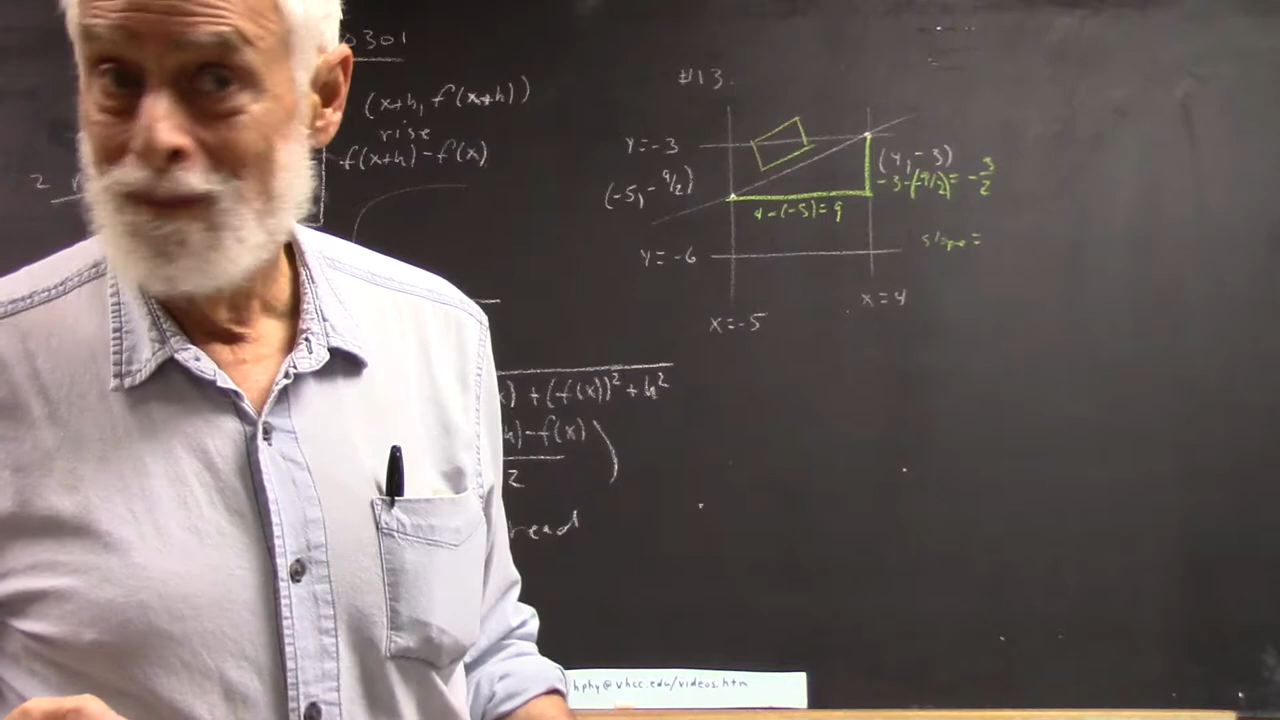 0301
(x+h, f(x+h))
rise
f(x+h)-f(x)
2
) + (f(x))² + h²
h)-f(x)
2
read
#13.
y=-3
(-5, -9/2)
(4, -3)
-3-(-9/2)= -3/2
4-(-5)=9
slope=
y=-6
x=4
x=-5
hphy@vhcc.edu/videos.htm